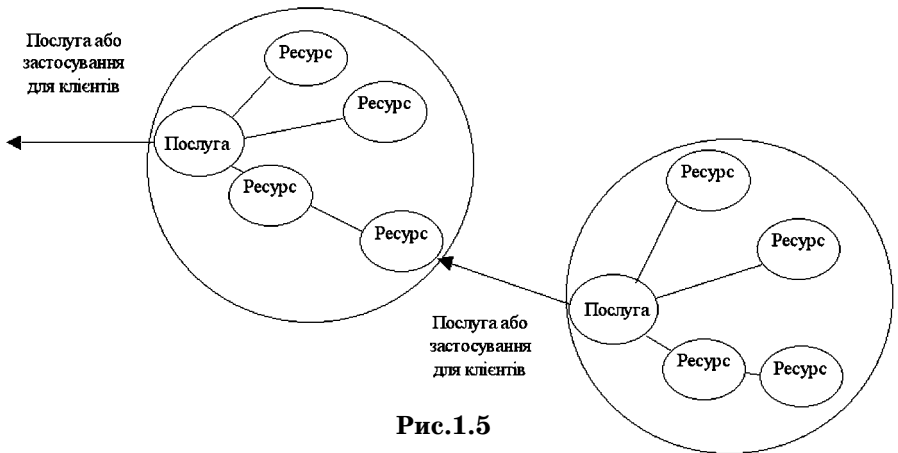 Послуга або
застосування
для клієнтів
Ресурс
Ресурс
Послуга
Ресурс
Ресурс
Ресурс
Ресурс
Послуга
Ресурс
Ресурс
Послуга або
застосування
для клієнтів
Рис.1.5